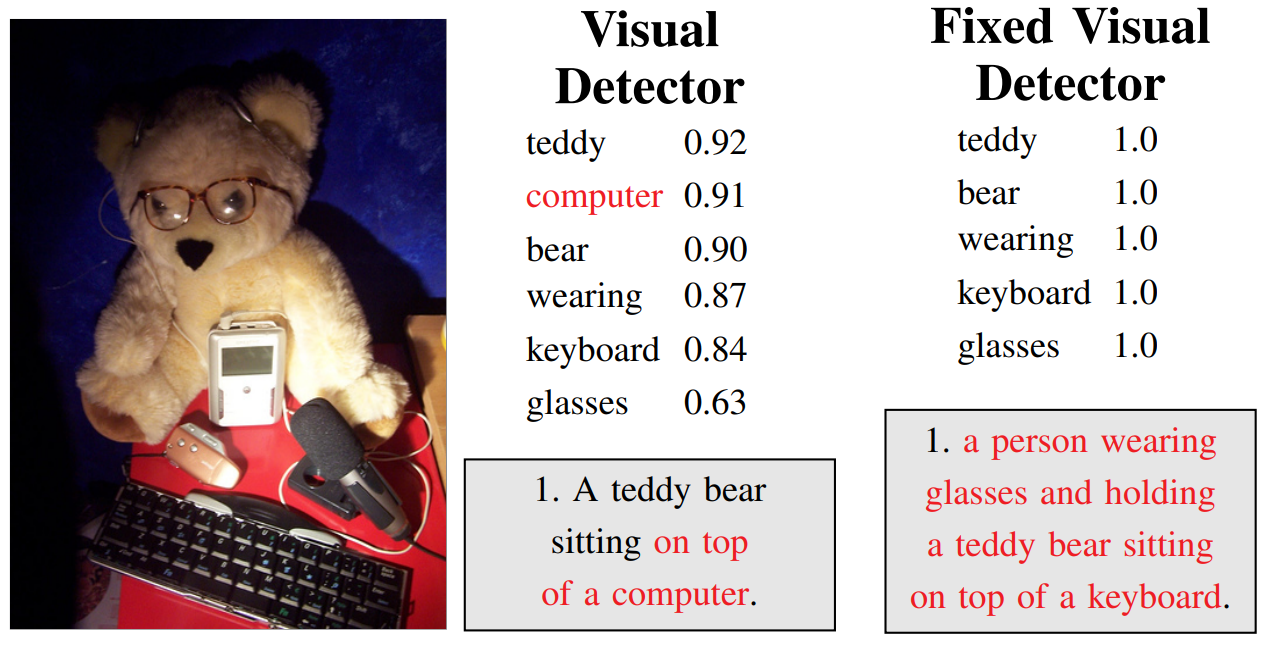 Visual
Detector
teddy 0.92
computer 0.91
bear 0.90
wearing 0.87
keyboard 0.84
glasses 0.63
1. A teddy bear
sitting on top
of a computer.
Fixed Visual
Detector
teddy 1.0
bear 1.0
wearing 1.0
keyboard 1.0
glasses 1.0
1. a person wearing
glasses and holding
a teddy bear sitting
on top of a keyboard.